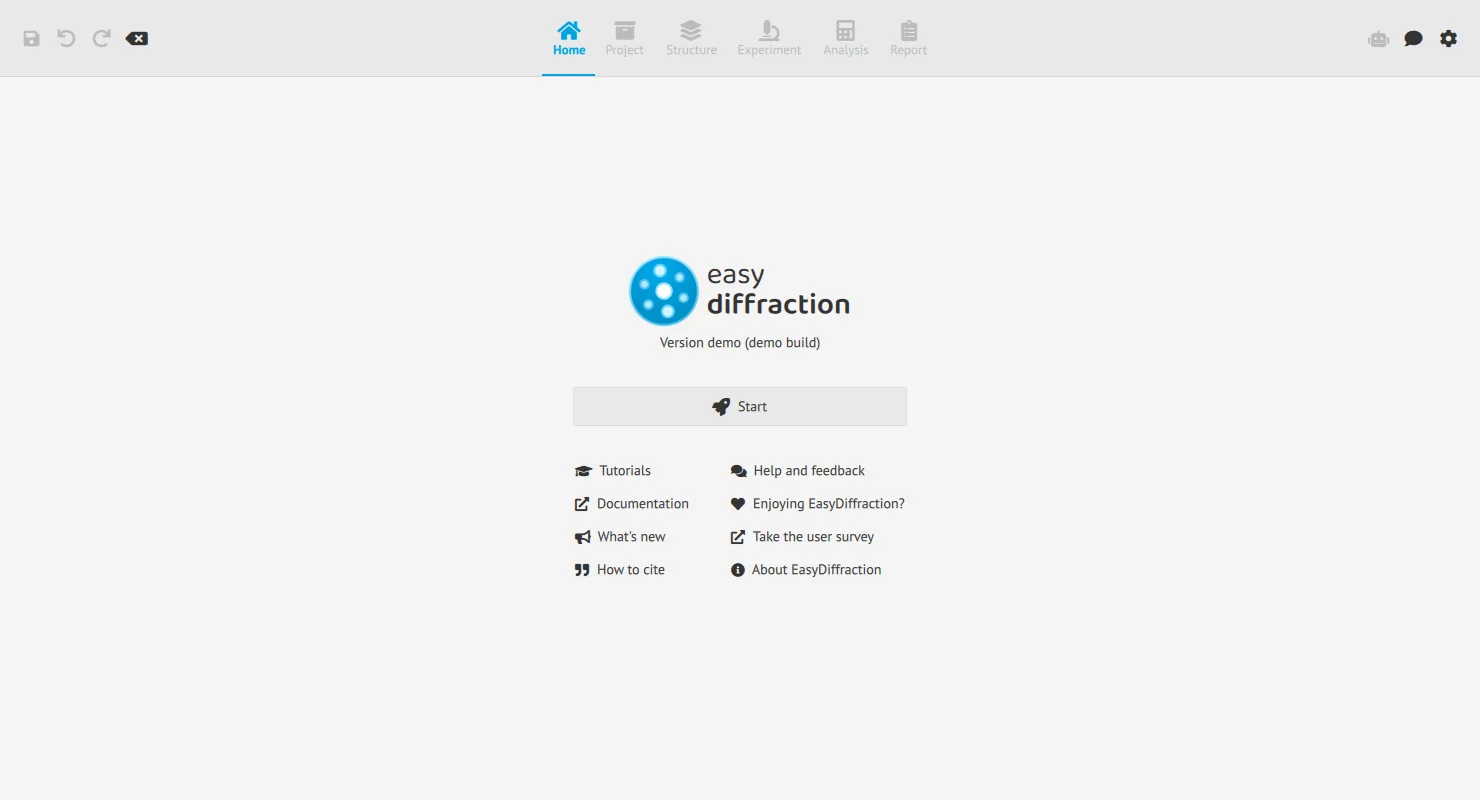 Home
Project
Structure
Experiment
Analysis
Report
easy
diffraction
Version demo (demo build)
Start
Tutorials
Help and feedback
Documentation
Enjoying EasyDiffraction?
What's new
Take the user survey
How to cite
About EasyDiffraction